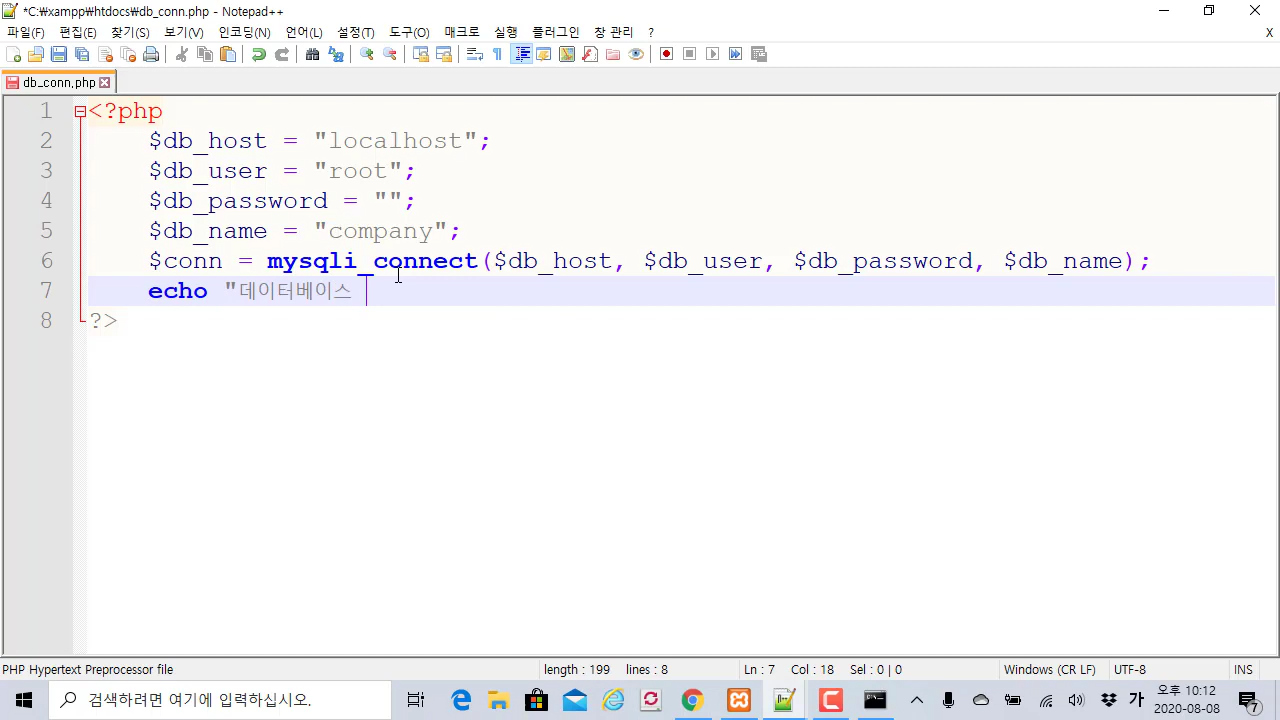 *C:₩xampp₩htdocs₩db_conn.php - Notepad++
파일(F) 편집(E) 찾기(S) 보기(V) 인코딩(N) 언어(L) 설정(T) 도구(O) 매크로 실행 플러그인 창 관리 ? X
db_conn.php
1 <?php
2 $db_host = "localhost";
3 $db_user = "root";
4 $db_password = "";
5 $db_name = "company";
6 $conn = mysqli_connect($db_host, $db_user, $db_password, $db_name);
7 echo "데이터베이스
8 ?>
PHP Hypertext Preprocessor file length : 199 lines : 8 Ln : 7 Col : 18 Sel : 0 | 0 Windows (CR LF) UTF-8 INS
검색하려면 여기에 입력하십시오. 가 오후 10:12
2020-08-08 7